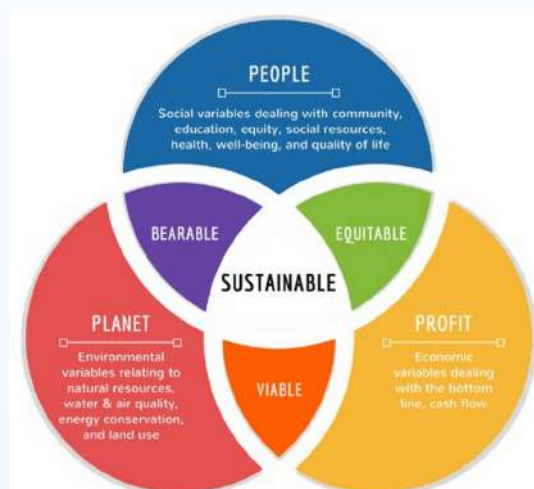 PEOPLE
Social variables dealing with community,
education, equity, social resources,
health, well-being, and quality of life
BEARABLE
EQUITABLE
SUSTAINABLE
PLANET
Environmental
variables relating to
natural resources,
water & air quality,
energy conservation,
and land use
PROFIT
Economic
variables dealing
with the bottom
line, cash flow
VIABLE